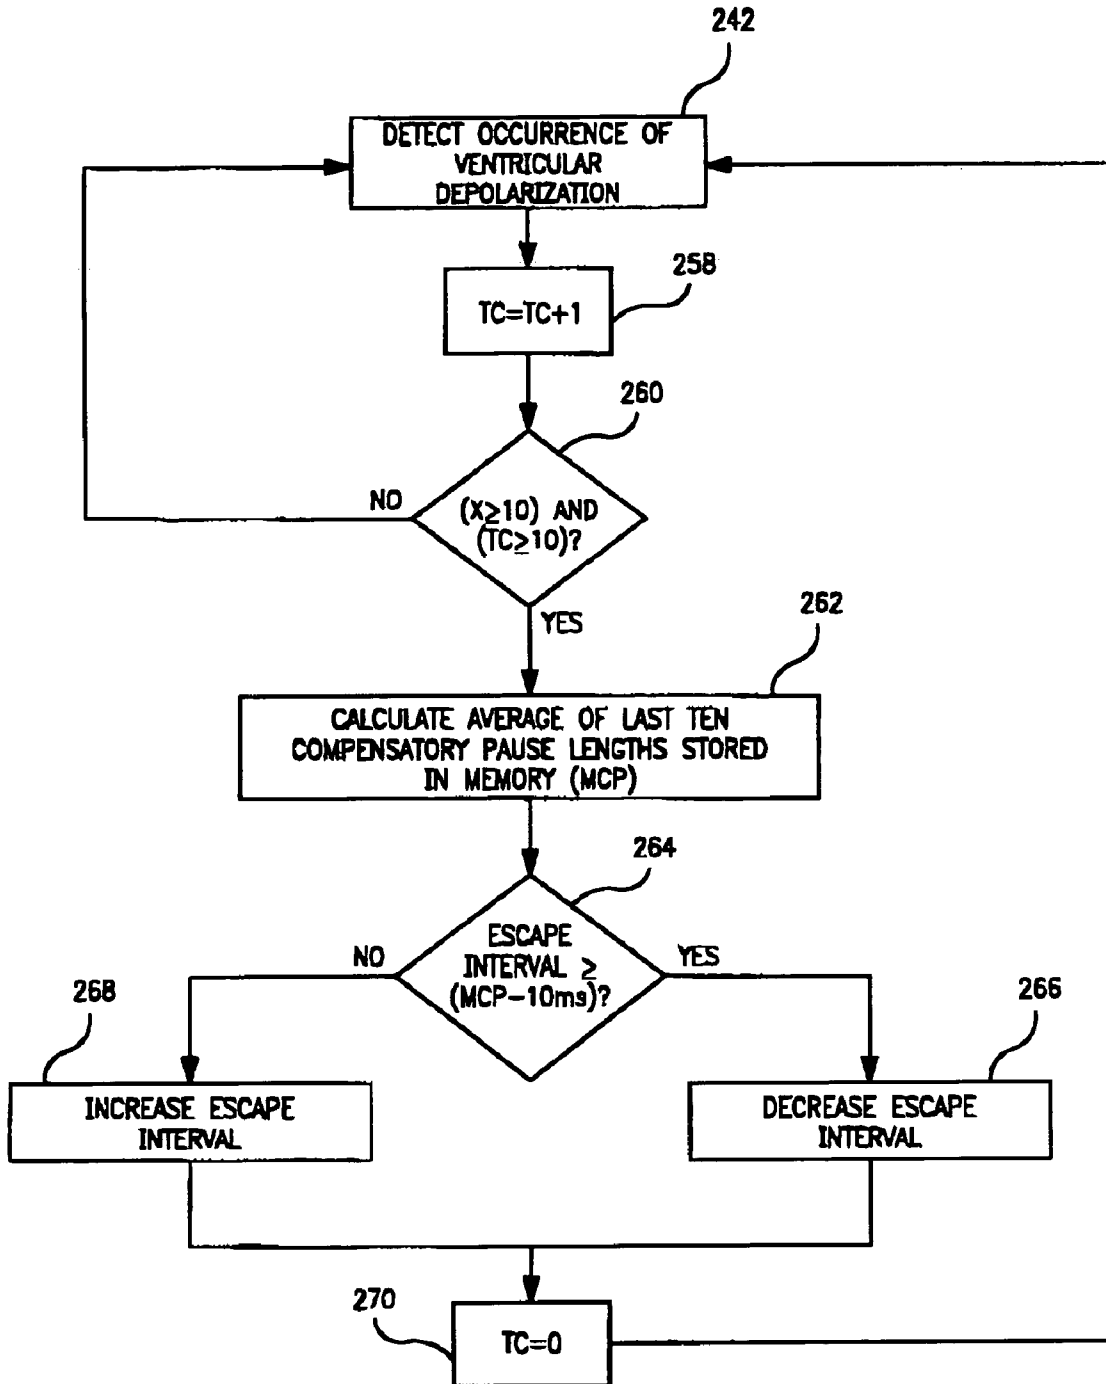 242
DETECT OCCURRENCE OF
VENTRICULAR
DEPOLARIZATION
258
TC=TC+1
260
NO
(X≥10) AND
(TC≥10)?
YES
262
CALCULATE AVERAGE OF LAST TEN
COMPENSATORY PAUSE LENGTHS STORED
IN MEMORY (MCP)
264
NO
ESCAPE
INTERVAL ≥
(MCP-10ms)?
YES
268
266
INCREASE ESCAPE
INTERVAL
DECREASE ESCAPE
INTERVAL
270
TC=0